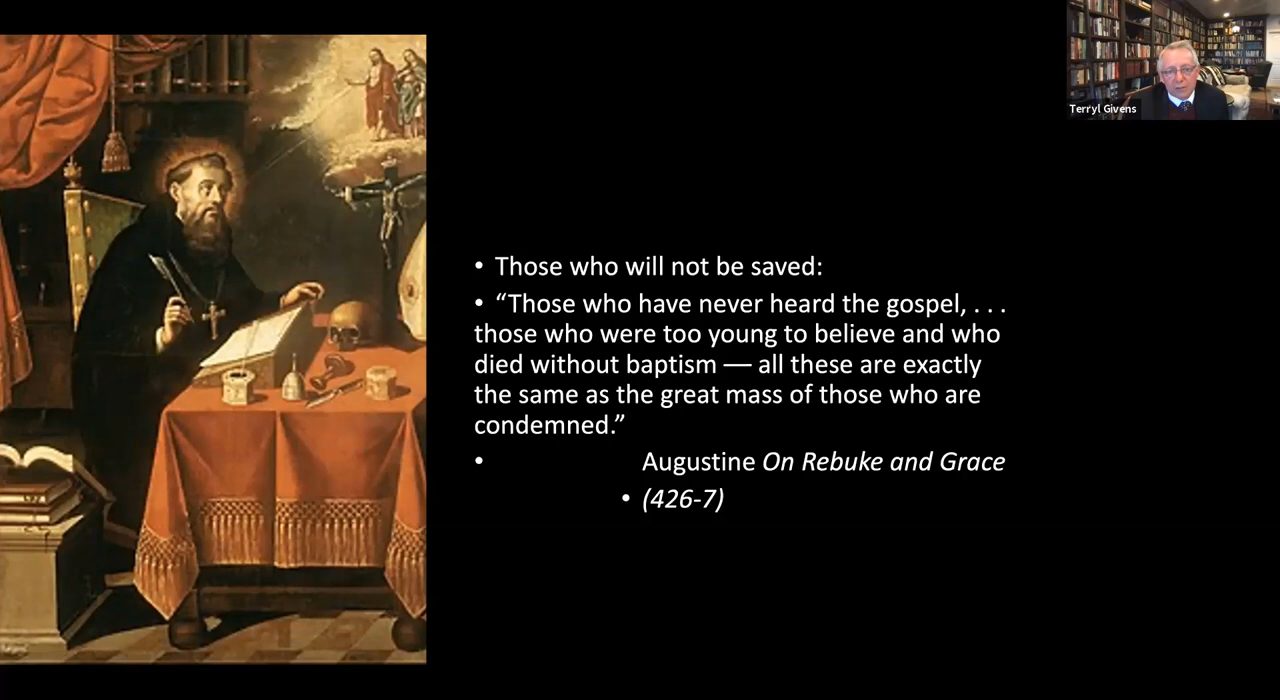 Terryl Givens
• Those who will not be saved:
• “Those who have never heard the gospel, . . .
those who were too young to believe and who
died without baptism — all these are exactly
the same as the great mass of those who are
condemned.”
• Augustine On Rebuke and Grace
• (426-7)